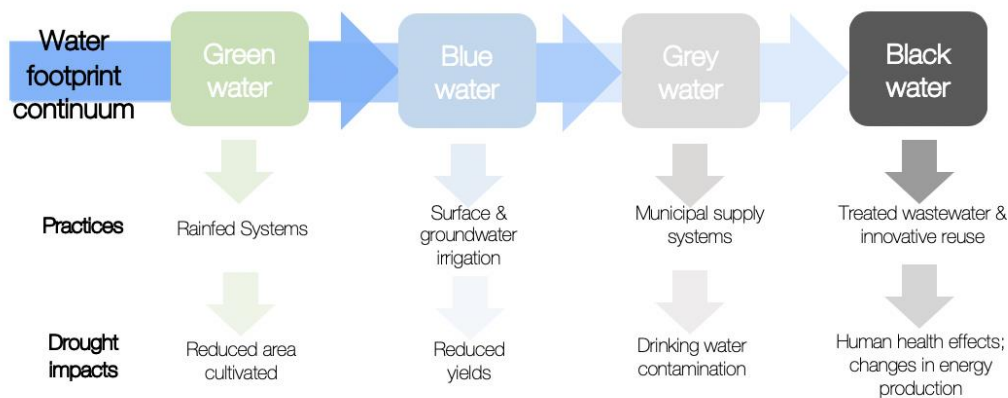 Water
footprint
continuum
Green
water
Blue
water
Grey
water
Black
water
Practices
Rainfed Systems
Surface &
groundwater
irrigation
Municipal supply
systems
Treated wastewater &
innovative reuse
Drought
impacts
Reduced area
cultivated
Reduced
yields
Drinking water
contamination
Human health effects;
changes in energy
production